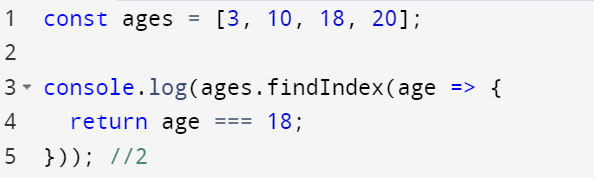 1 const ages = [3, 10, 18, 20];
2
3 console.log(ages.findIndex(age => {
4   return age === 18;
5 })); //2